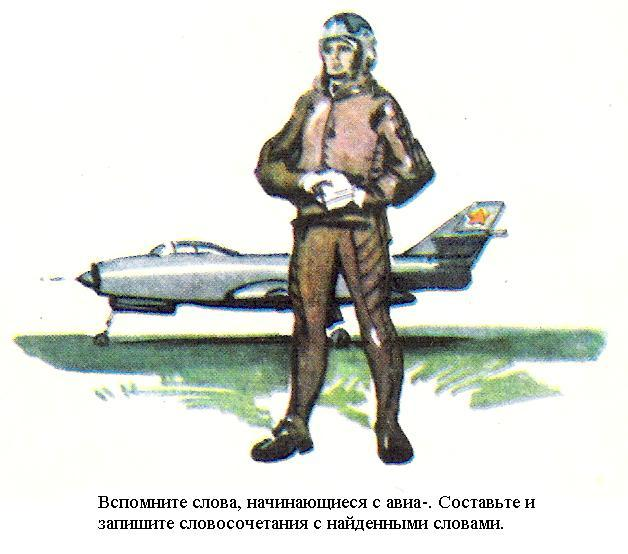 Вспомните слова, начинающиеся с авиа-. Составьте и
запишите словосочетания с найденными словами.